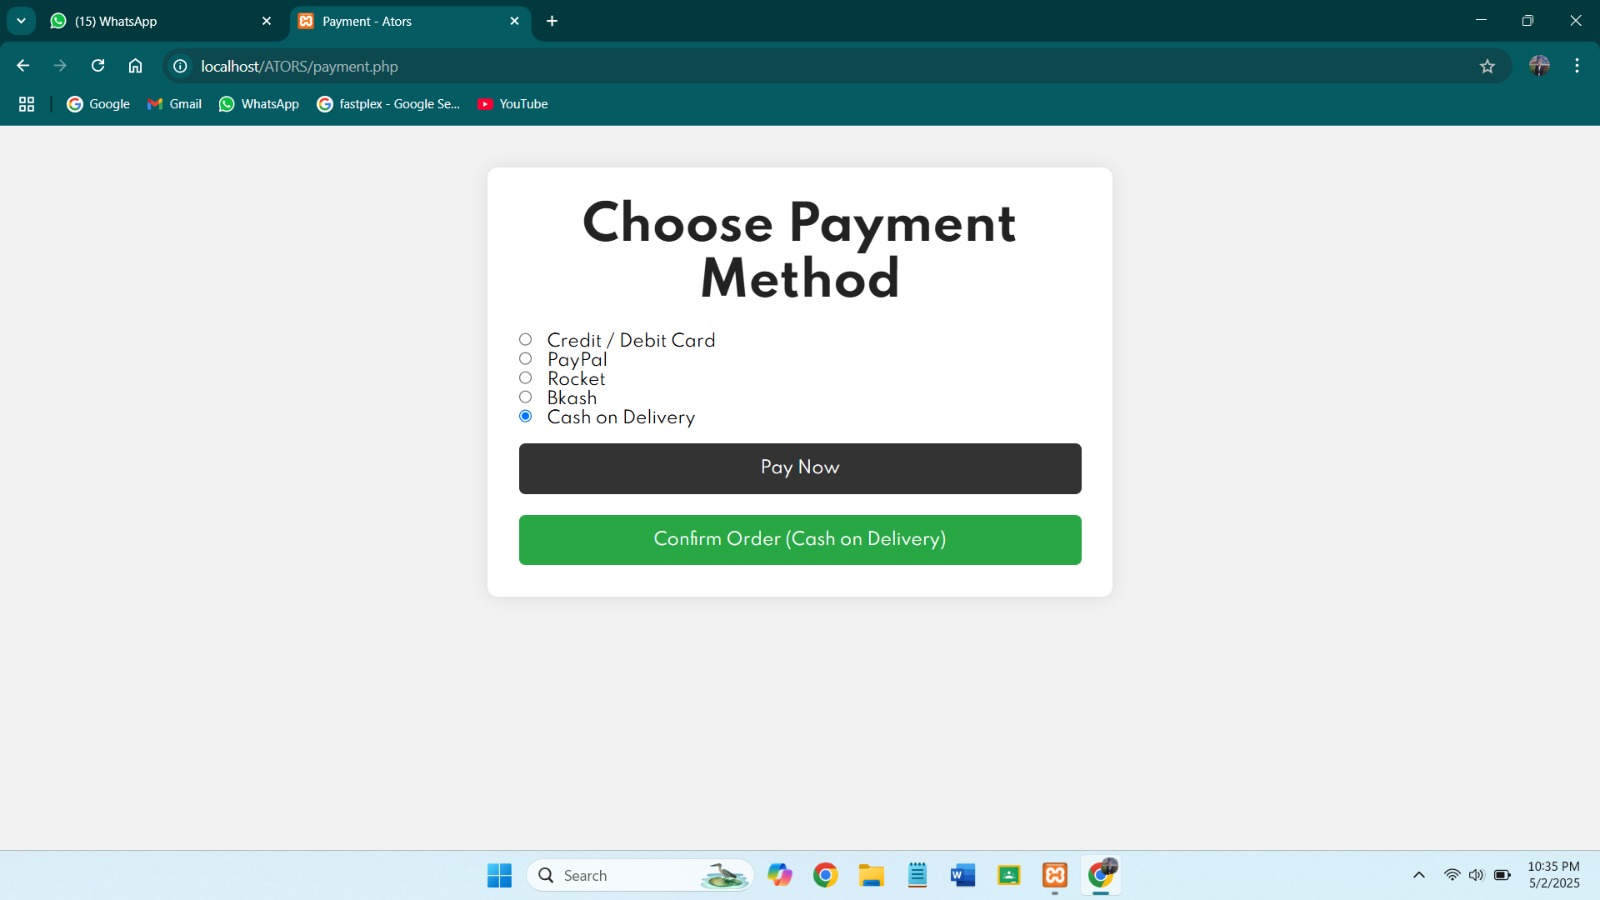 (15) WhatsApp
Payment - Ators
localhost/ATORS/payment.php
Google
Gmail
WhatsApp
fastplex - Google Se...
YouTube
Choose Payment
Method
Credit / Debit Card
PayPal
Rocket
Bkash
Cash on Delivery
Pay Now
Confirm Order (Cash on Delivery)
Search
10:35 PM
5/2/2025